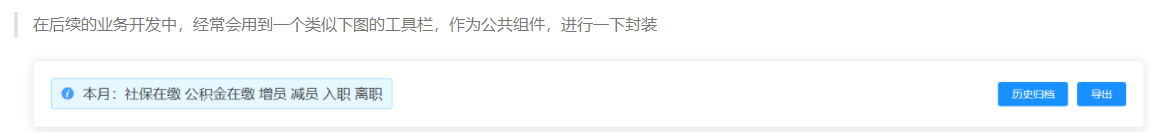 在后续的业务开发中，经常会用到一个类似下图的工具栏，作为公共组件，进行一下封装
本月：社保在缴 公积金在缴 增员 减员 入职 离职 历史归档 导出